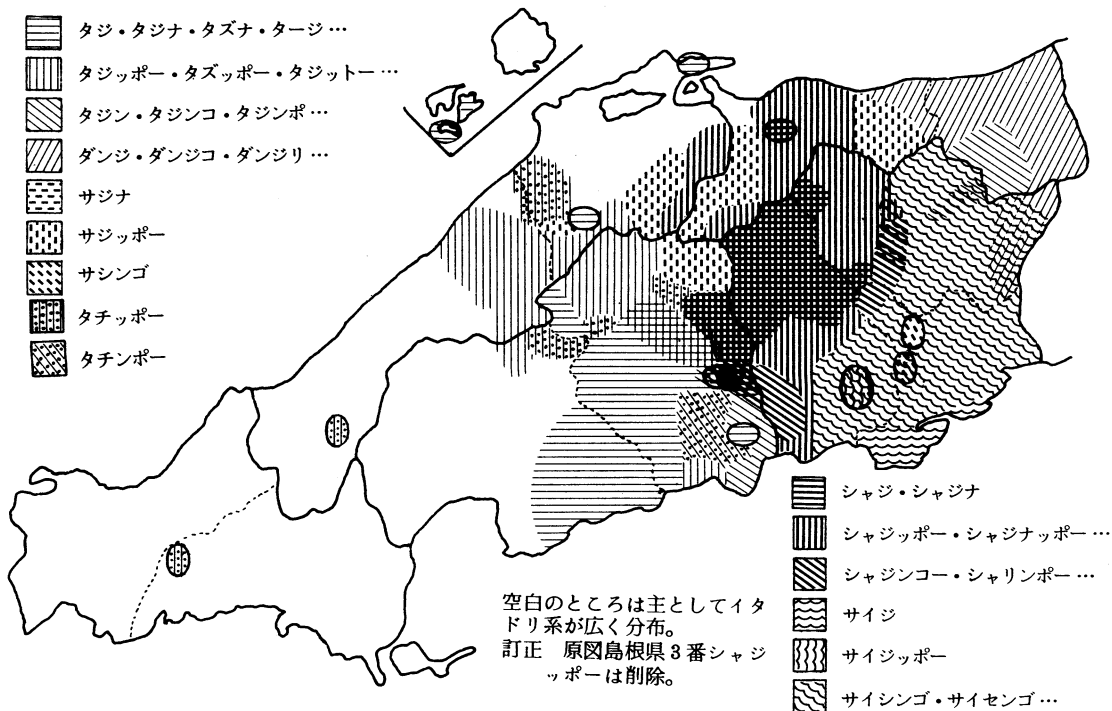 タジ・タジナ・タズナ・タージ…
タジッポー・タズッポー・タジットー…
タジン・タジンコ・タジンポ…
ダンジ・ダンジコ・ダンジリ…
サジナ
サジッポー
サシンゴ
タチッポー
タチンポー
シャジ・シャジナ
シャジッポー・シャジナッポー…
シャジンコー・シャリンポー…
サイジ
サイジッポー
サイシンゴ・サイセンゴ…
空白のところは主としてイタ
ドリ系が広く分布。
訂正　原図島根県3番シャジ
ッポーは削除。